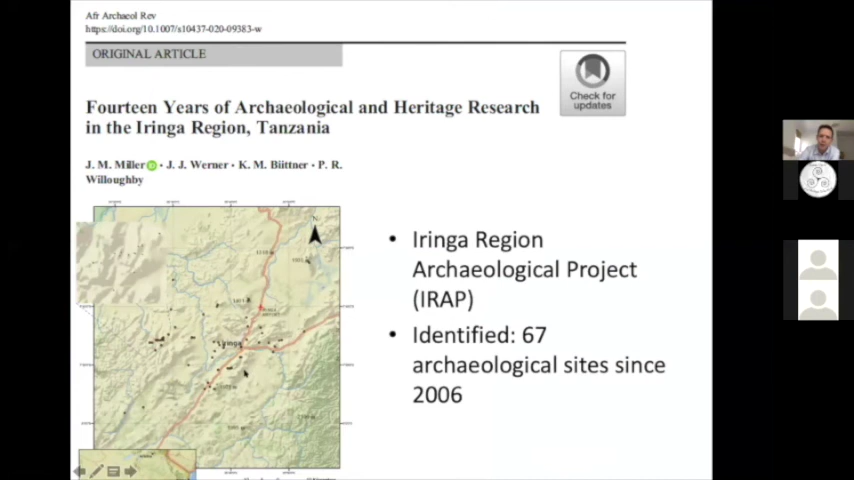 Afr Archaeol Rev
https://doi.org/10.1007/s10437-020-09383-w
ORIGINAL ARTICLE
Check for
updates
Fourteen Years of Archaeological and Heritage Research
in the Iringa Region, Tanzania
J. M. Miller · J. J. Werner · K. M. Biittner · P. R.
Willoughby
N
Iringa
• Iringa Region
Archaeological Project
(IRAP)
• Identified: 67
archaeological sites since
2006